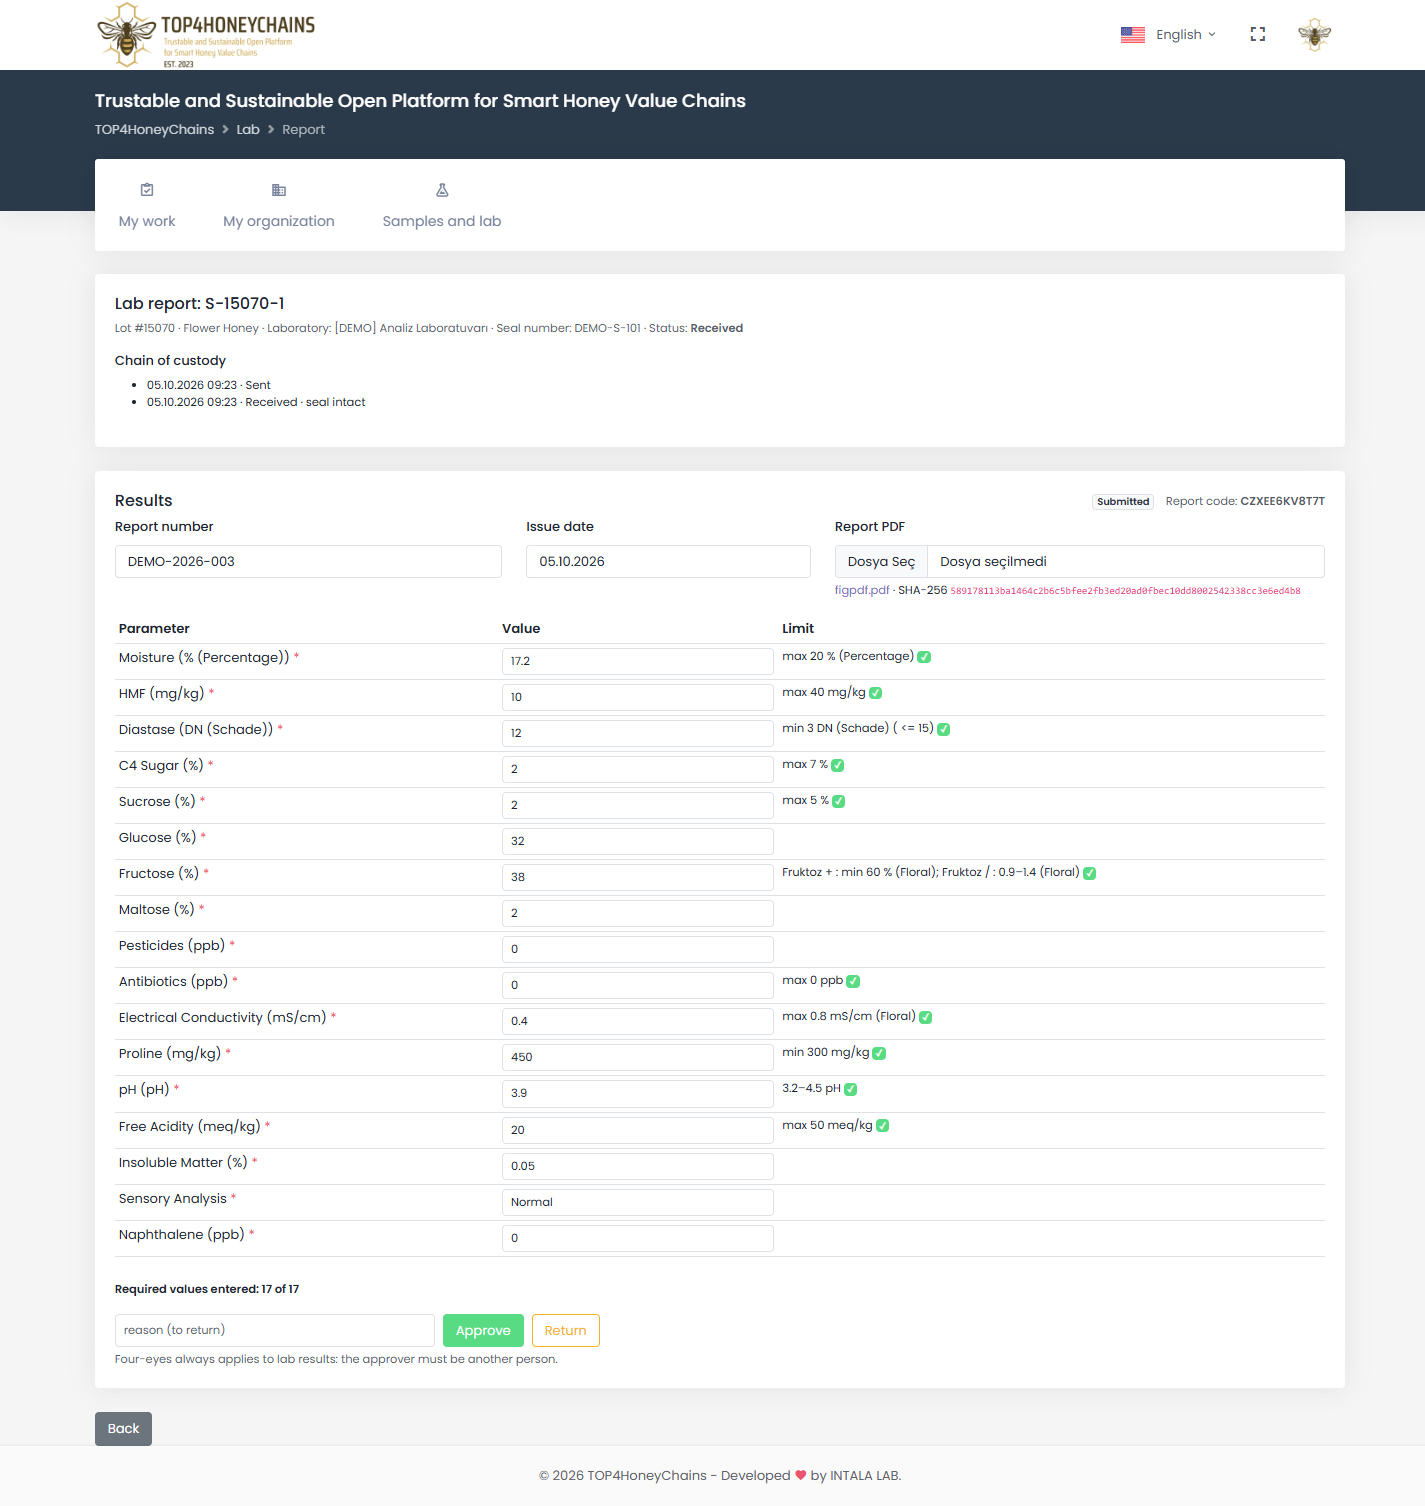 TOP4HONEYCHAINS
Trustable and Sustainable Open Platform
for Smart Honey Value Chains
EST. 2023
English
Trustable and Sustainable Open Platform for Smart Honey Value Chains
TOP4HoneyChains > Lab > Report
My work
My organization
Samples and lab
Lab report: S-15070-1
Lot #15070 · Flower Honey · Laboratory: [DEMO] Analiz Laboratuvarı · Seal number: DEMO-S-101 · Status: Received
Chain of custody
• 05.10.2026 09:23 · Sent
• 05.10.2026 09:23 · Received · seal intact
Results
Submitted Report code: CZXEE6KV8T7T
Report number Issue date Report PDF
DEMO-2026-003 05.10.2026 Dosya Seç Dosya seçilmedi
figpdf.pdf · SHA-256 589178113ba1464c2b6c5bfee2fb3ed20ad0fbec10dd8002542338cc3e6ed4b8
Parameter Value Limit
Moisture (% (Percentage)) * 17.2 max 20 % (Percentage)
HMF (mg/kg) * 10 max 40 mg/kg
Diastase (DN (Schade)) * 12 min 3 DN (Schade) ( <= 15)
C4 Sugar (%) * 2 max 7 %
Sucrose (%) * 2 max 5 %
Glucose (%) * 32
Fructose (%) * 38 Fruktoz + : min 60 % (Floral); Fruktoz / : 0.9–1.4 (Floral)
Maltose (%) * 2
Pesticides (ppb) * 0
Antibiotics (ppb) * 0 max 0 ppb
Electrical Conductivity (mS/cm) * 0.4 max 0.8 mS/cm (Floral)
Proline (mg/kg) * 450 min 300 mg/kg
pH (pH) * 3.9 3.2–4.5 pH
Free Acidity (meq/kg) * 20 max 50 meq/kg
Insoluble Matter (%) * 0.05
Sensory Analysis * Normal
Naphthalene (ppb) * 0
Required values entered: 17 of 17
reason (to return) Approve Return
Four-eyes always applies to lab results: the approver must be another person.
Back
© 2026 TOP4HoneyChains - Developed ♥ by INTALA LAB.